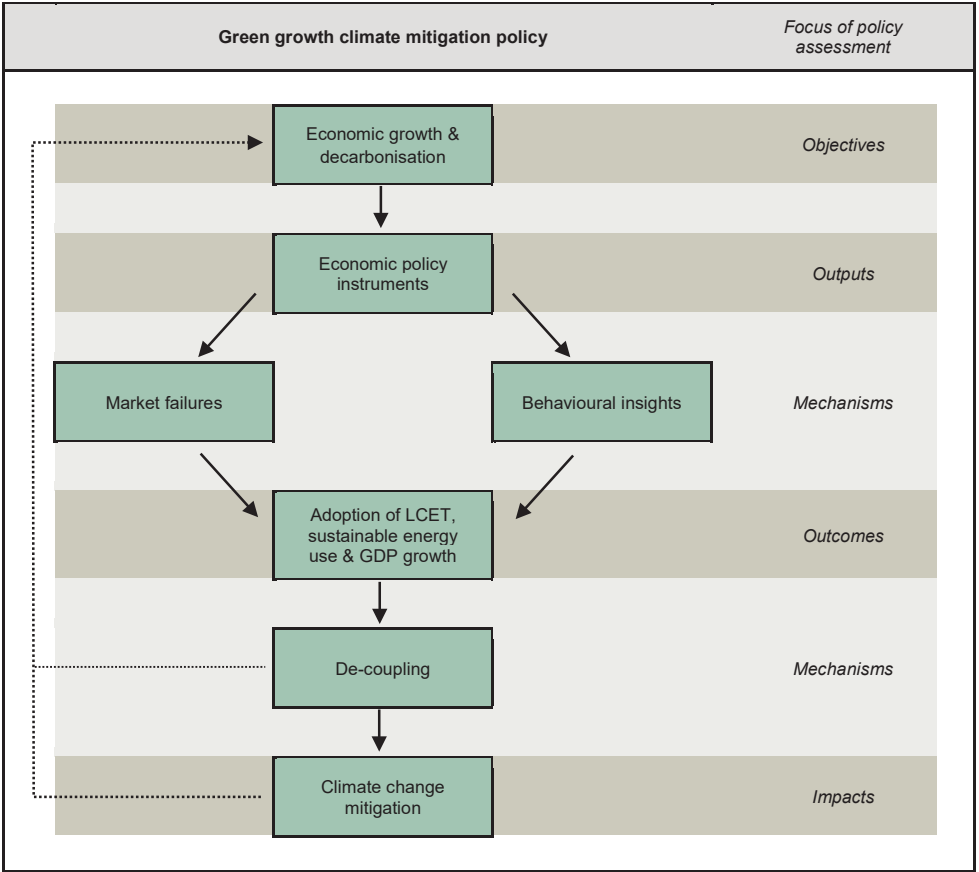 Green growth climate mitigation policy
Focus of policy
assessment
Economic growth &
decarbonisation
Objectives
Economic policy
instruments
Outputs
Market failures
Behavioural insights
Mechanisms
Adoption of LCET,
sustainable energy
use & GDP growth
Outcomes
De-coupling
Mechanisms
Climate change
mitigation
Impacts